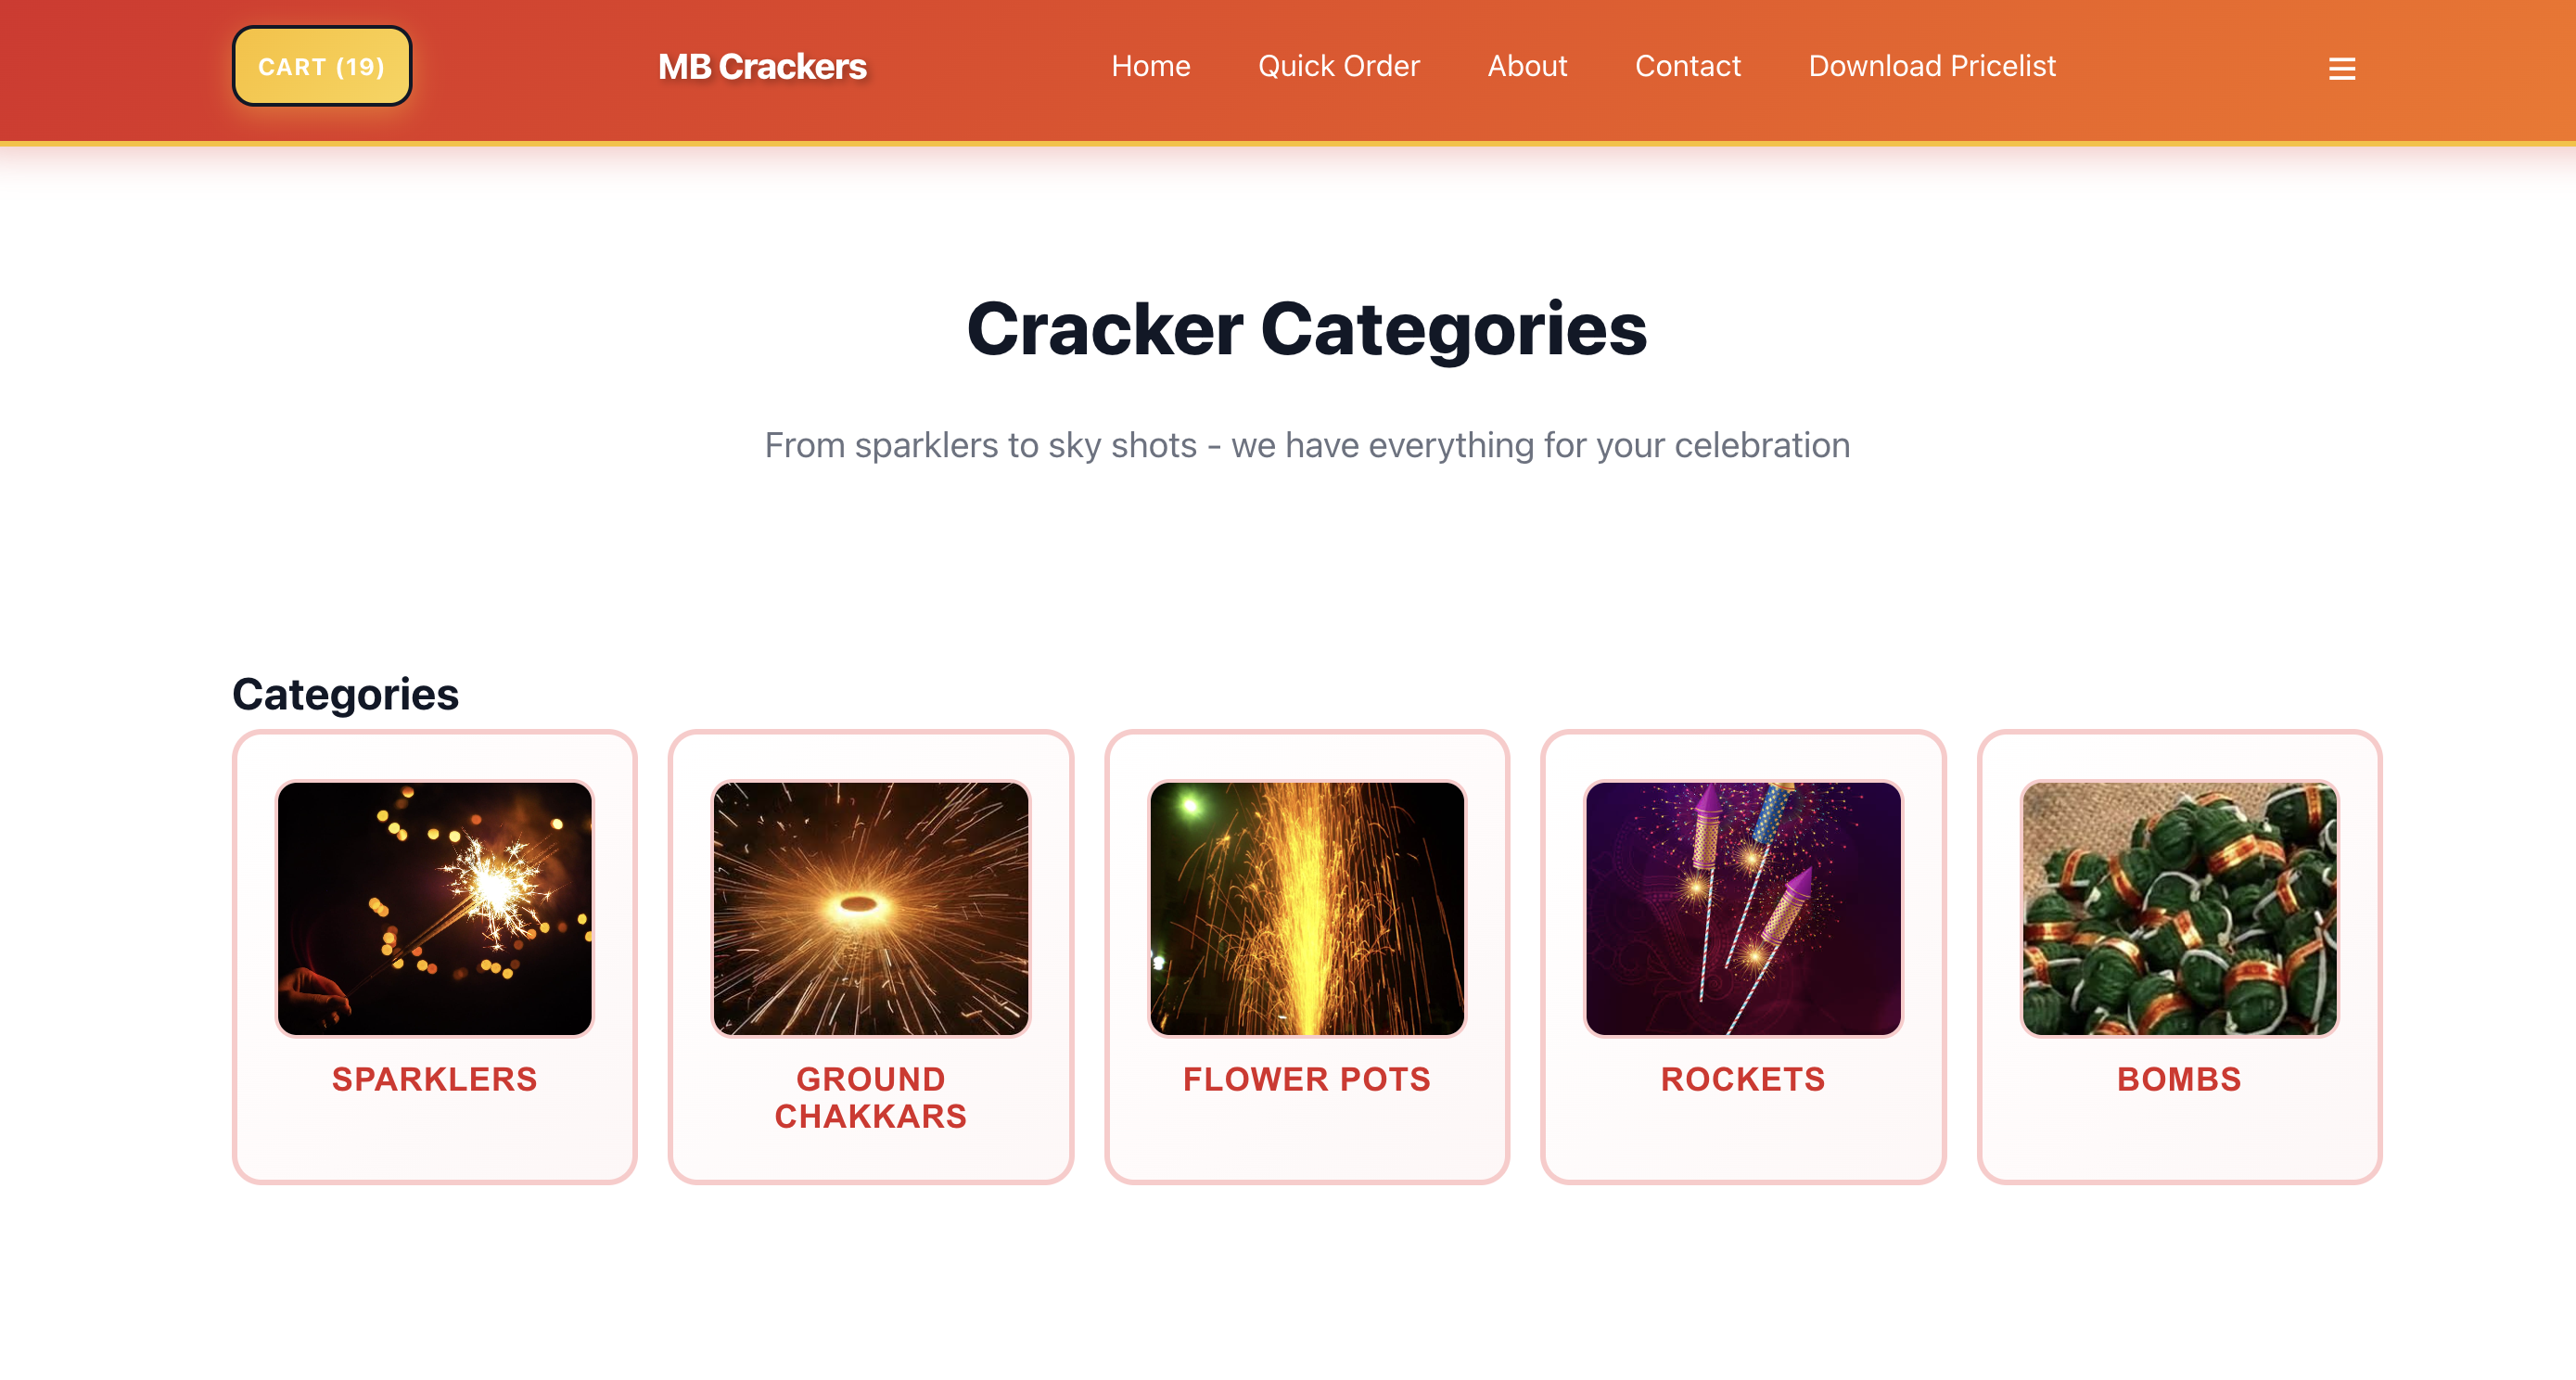 CART (19)
MB Crackers
Home
Quick Order
About
Contact
Download Pricelist
Cracker Categories
From sparklers to sky shots - we have everything for your celebration
Categories
SPARKLERS
GROUND
CHAKKARS
FLOWER POTS
ROCKETS
BOMBS